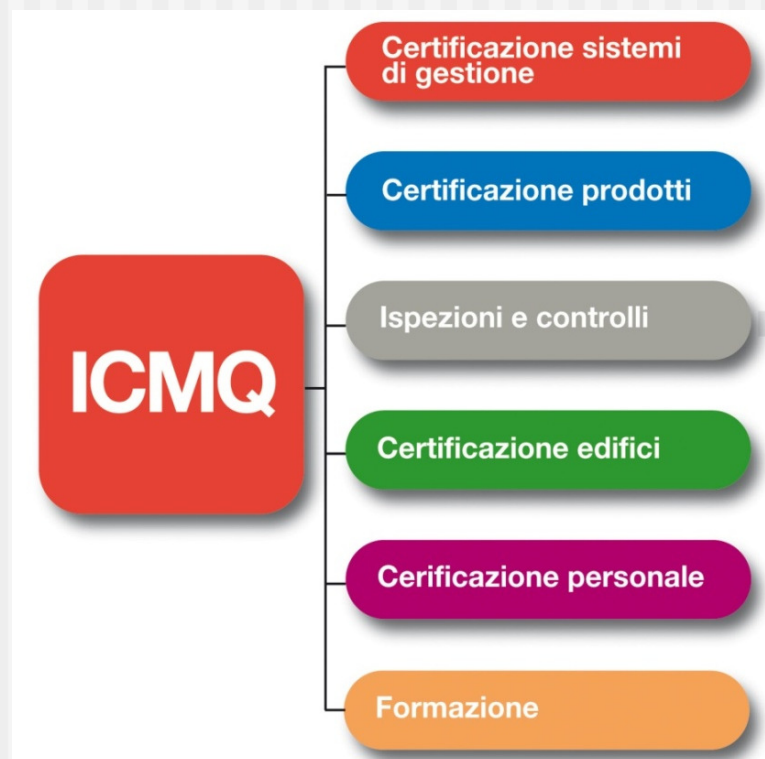 ICMQ
Certificazione sistemi
di gestione
Certificazione prodotti
Ispezioni e controlli
Certificazione edifici
Cerificazione personale
Formazione